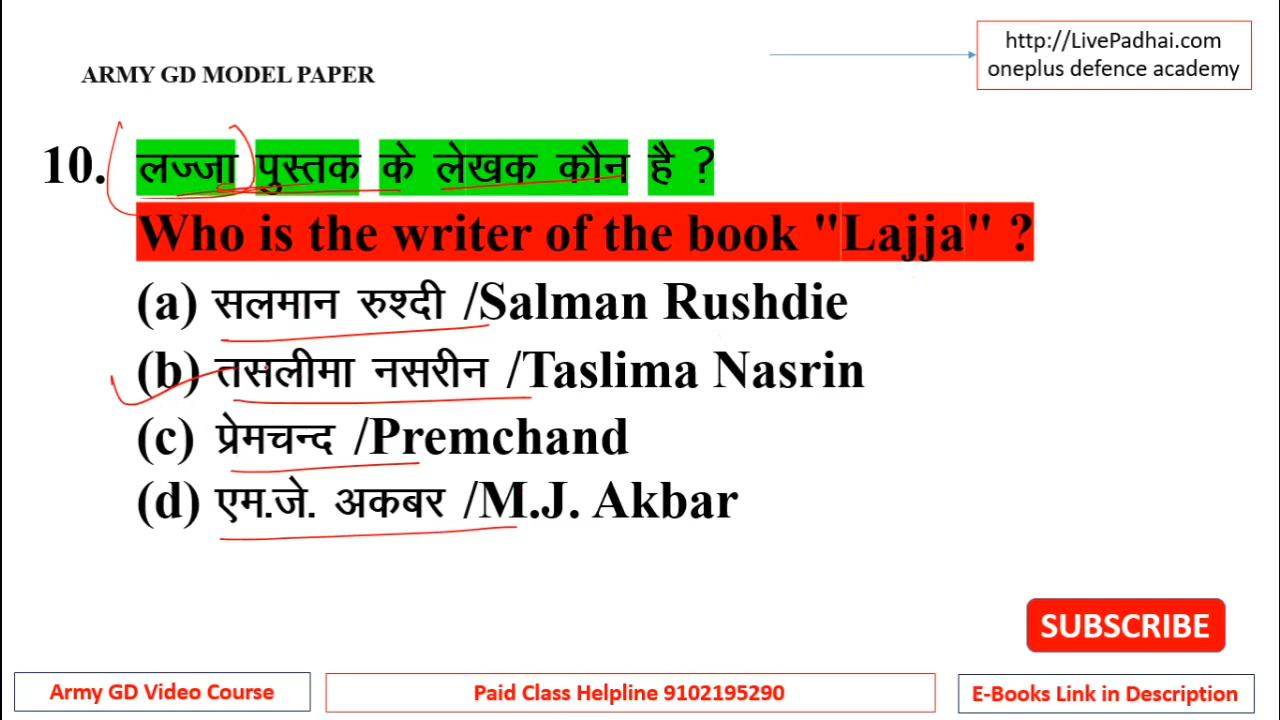 http://LivePadhai.com
oneplus defence academy
ARMY GD MODEL PAPER
10. लज्जा पुस्तक के लेखक कौन है ?
Who is the writer of the book "Lajja" ?
(a) सलमान रुश्दी /Salman Rushdie
(b) तसलीमा नसरीन /Taslima Nasrin
(c) प्रेमचन्द /Premchand
(d) एम.जे. अकबर /M.J. Akbar
SUBSCRIBE
Army GD Video Course
Paid Class Helpline 9102195290
E-Books Link in Description